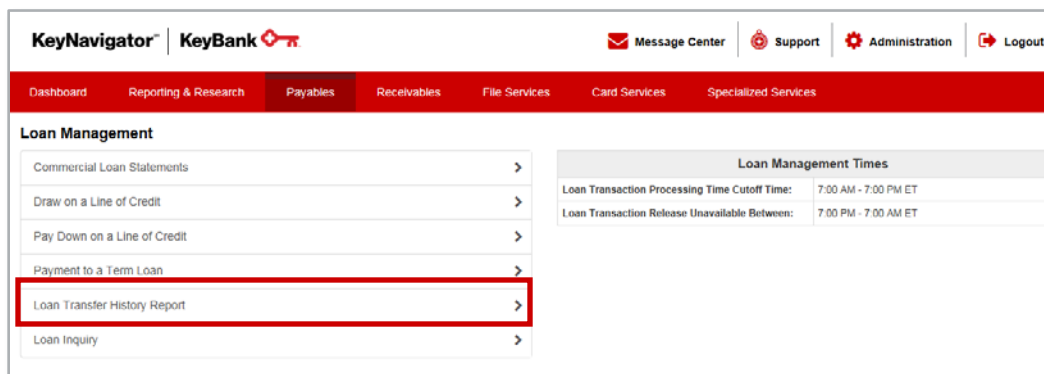 KeyNavigator℠ | KeyBank
Message Center
Support
Administration
Logout
Dashboard Reporting & Research Payables Receivables File Services Card Services Specialized Services
Loan Management
Commercial Loan Statements
Draw on a Line of Credit
Pay Down on a Line of Credit
Payment to a Term Loan
Loan Transfer History Report
Loan Inquiry
Loan Management Times
Loan Transaction Processing Time Cutoff Time: 7:00 AM - 7:00 PM ET
Loan Transaction Release Unavailable Between: 7:00 PM - 7:00 AM ET